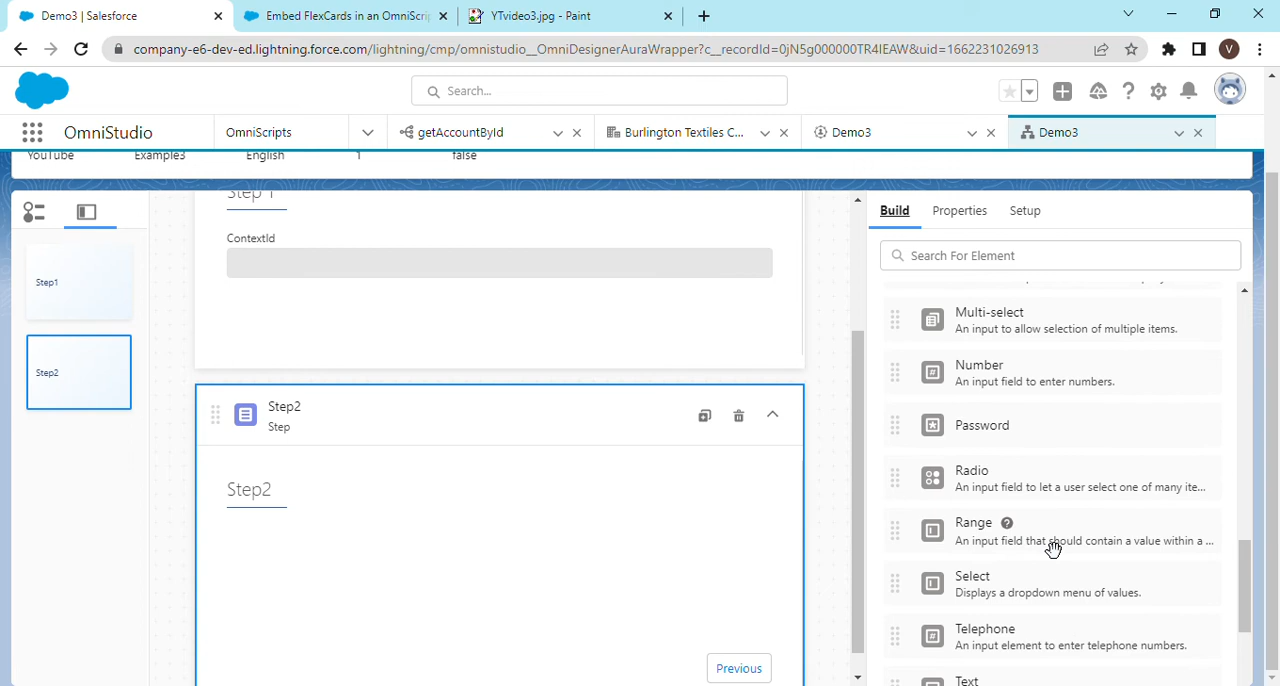 Demo3 | Salesforce
Embed FlexCards in an OmniScrip
YTvideo3.jpg - Paint
company-e6-dev-ed.lightning.force.com/lightning/cmp/omnistudio__OmniDesignerAuraWrapper?c__recordId=0jN5g000000TR4IEAW&uid=1662231026913
V
Search...
OmniStudio
OmniScripts
getAccountById
Burlington Textiles C...
Demo3
Demo3
YouTube Example3 English 1 false
Step 1
Build Properties Setup
ContextId
Search For Element
Step1
Step2
Multi-select
An input to allow selection of multiple items.
Number
An input field to enter numbers.
Step2
Step
Password
Radio
An input field to let a user select one of many ite...
Step2
Range
An input field that should contain a value within a ...
Select
Displays a dropdown menu of values.
Telephone
An input element to enter telephone numbers.
Previous
Text